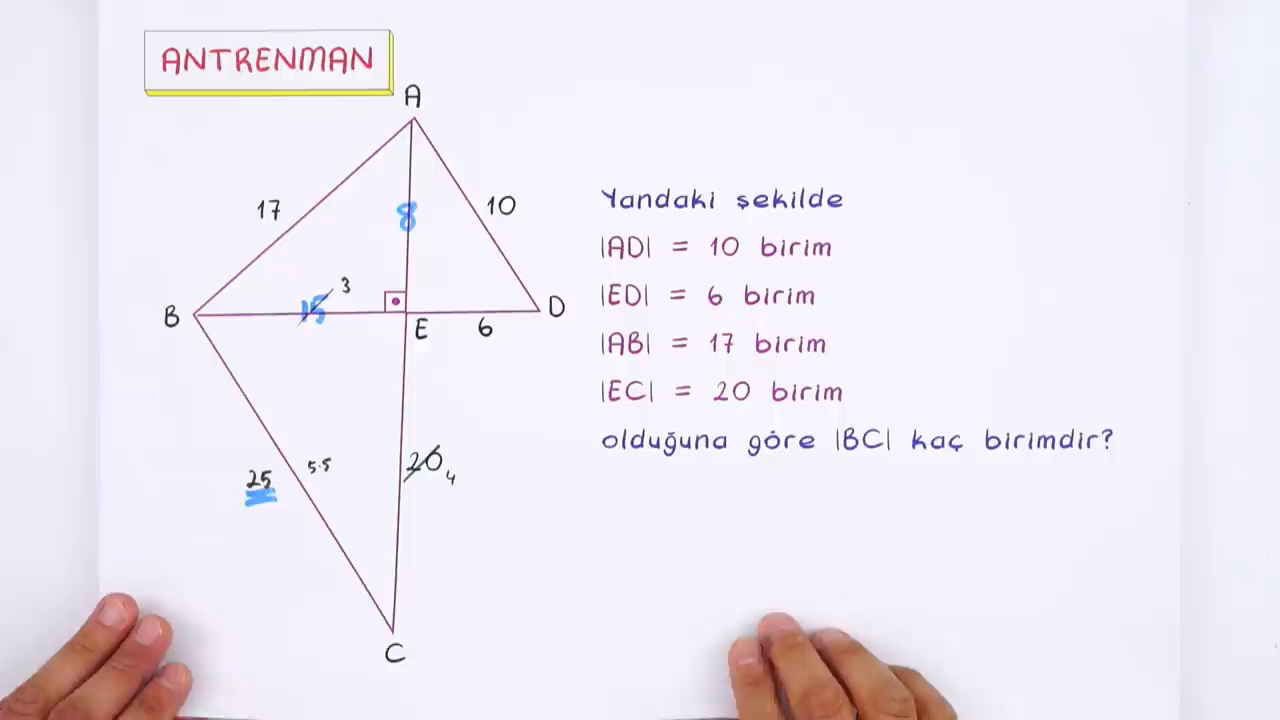 ANTRENMAN
A
17
8
10
Yandaki şekilde
|AD| = 10 birim
|ED| = 6 birim
|AB| = 17 birim
|EC| = 20 birim
olduğuna göre |BC| kaç birimdir?
B
15
3
E
6
D
25
5.5
20
4
C